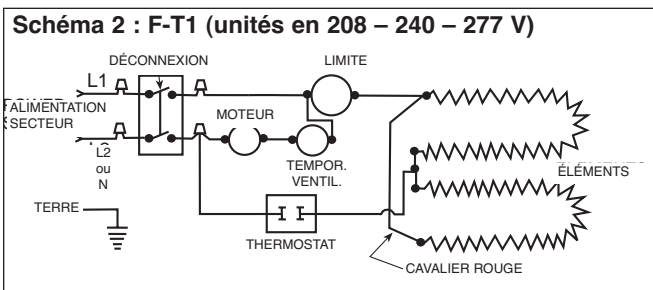 Schéma 2 : F-T1 (unités en 208 – 240 – 277 V)
DÉCONNEXION
LIMITE
L1
ALIMENTATION
SECTEUR
MOTEUR
L2
ou
N
TEMPOR.
VENTIL.
ÉLÉMENTS
TERRE
THERMOSTAT
CAVALIER ROUGE